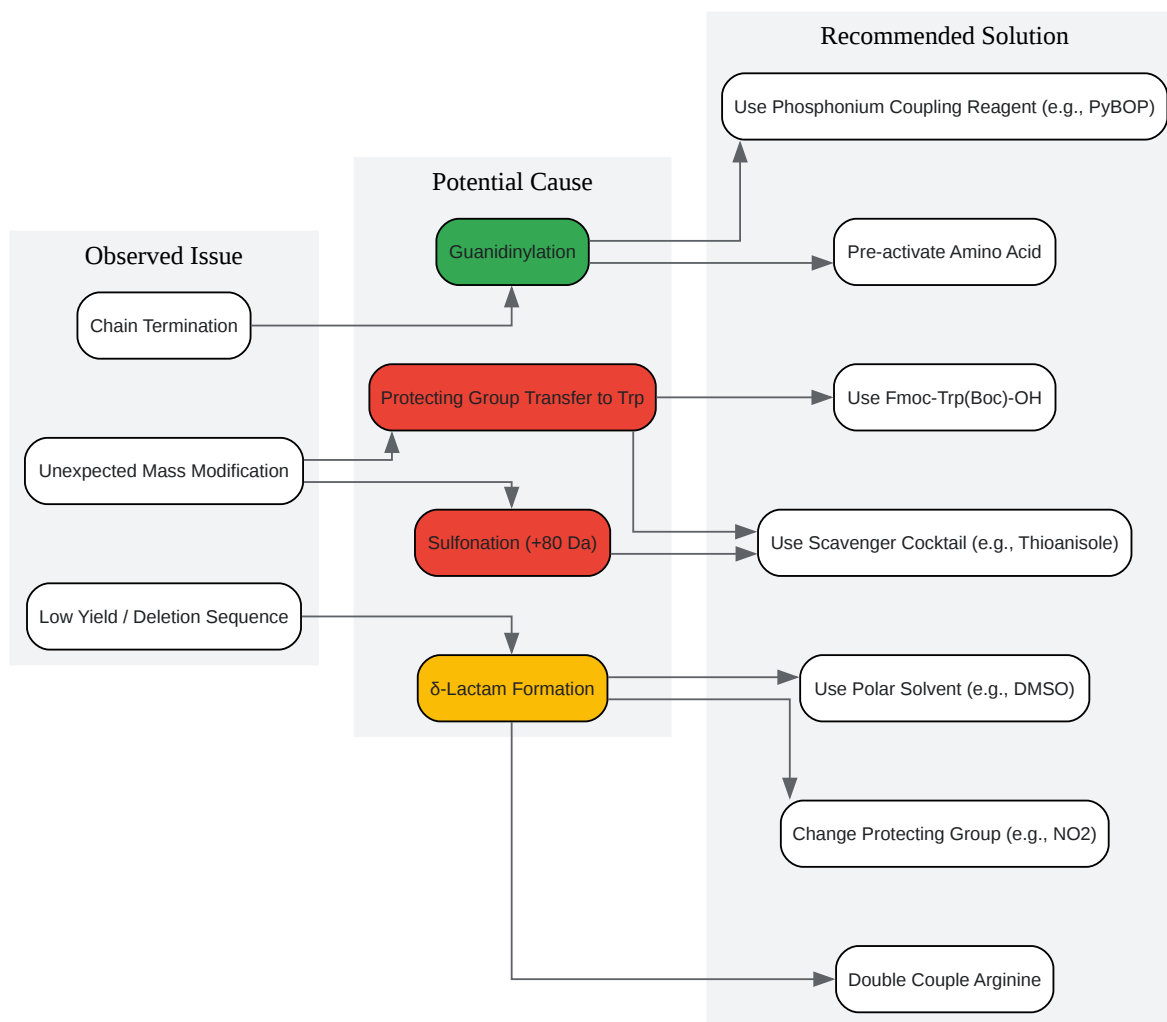 Observed Issue
Chain Termination
Unexpected Mass Modification
Low Yield / Deletion Sequence
Potential Cause
Guanidinylation
Protecting Group Transfer to Trp
Sulfonation (+80 Da)
δ-Lactam Formation
Recommended Solution
Use Phosphonium Coupling Reagent (e.g., PyBOP)
Pre-activate Amino Acid
Use Fmoc-Trp(Boc)-OH
Use Scavenger Cocktail (e.g., Thioanisole)
Use Polar Solvent (e.g., DMSO)
Change Protecting Group (e.g., NO2)
Double Couple Arginine